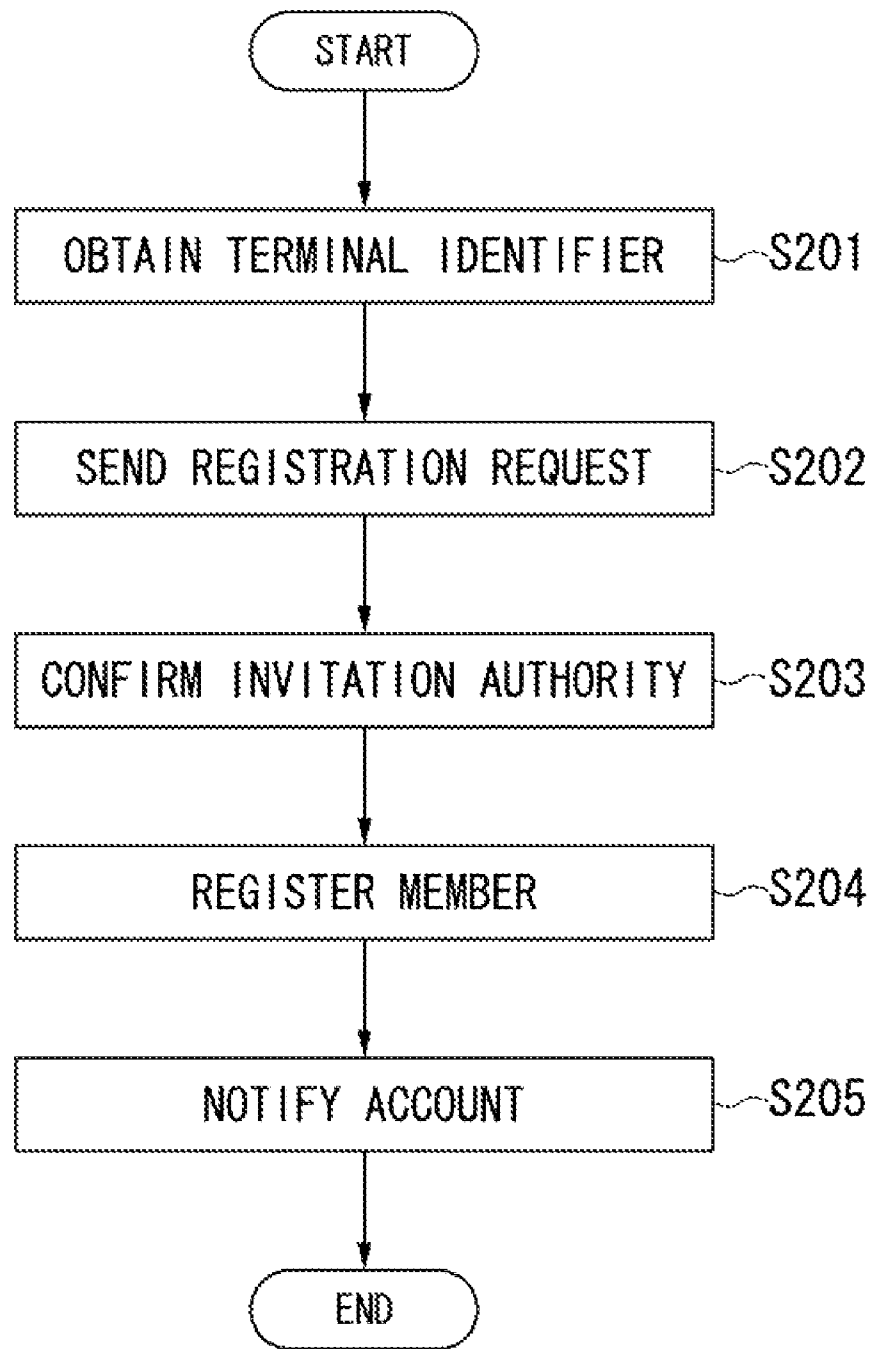 START
OBTAIN TERMINAL IDENTIFIER S201
SEND REGISTRATION REQUEST S202
CONFIRM INVITATION AUTHORITY S203
REGISTER MEMBER S204
NOTIFY ACCOUNT S205
END